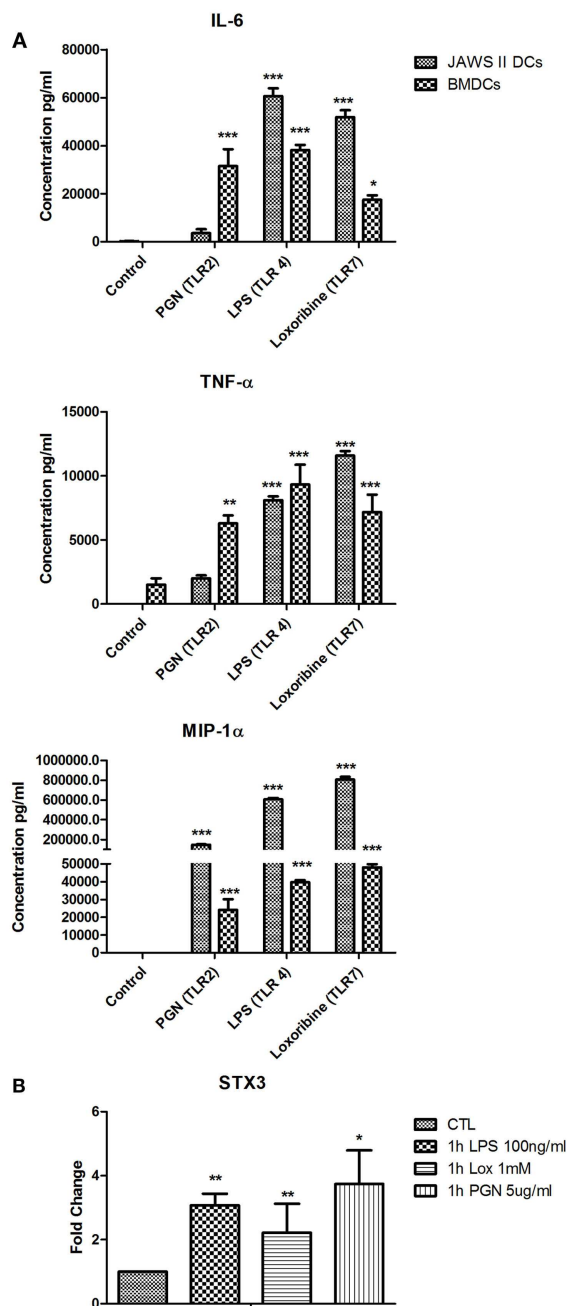 A
IL-6
JAWS II DCs
BMDCs
Concentration pg/ml
80000
60000
40000
20000
0
***
***
***
***
*
Control
PGN (TLR2)
LPS (TLR 4)
Loxoribine (TLR7)
TNF-α
Concentration pg/ml
15000
10000
5000
0
**
***
***
***
***
Control
PGN (TLR2)
LPS (TLR 4)
Loxoribine (TLR7)
MIP-1α
Concentration pg/ml
1000000.0
800000.0
600000.0
400000.0
200000.0
50000
40000
30000
20000
10000
0
***
***
***
***
***
***
Control
PGN (TLR2)
LPS (TLR 4)
Loxoribine (TLR7)
B
STX3
CTL
1h LPS 100ng/ml
1h Lox 1mM
1h PGN 5ug/ml
Fold Change
6
4
2
0
**
**
*